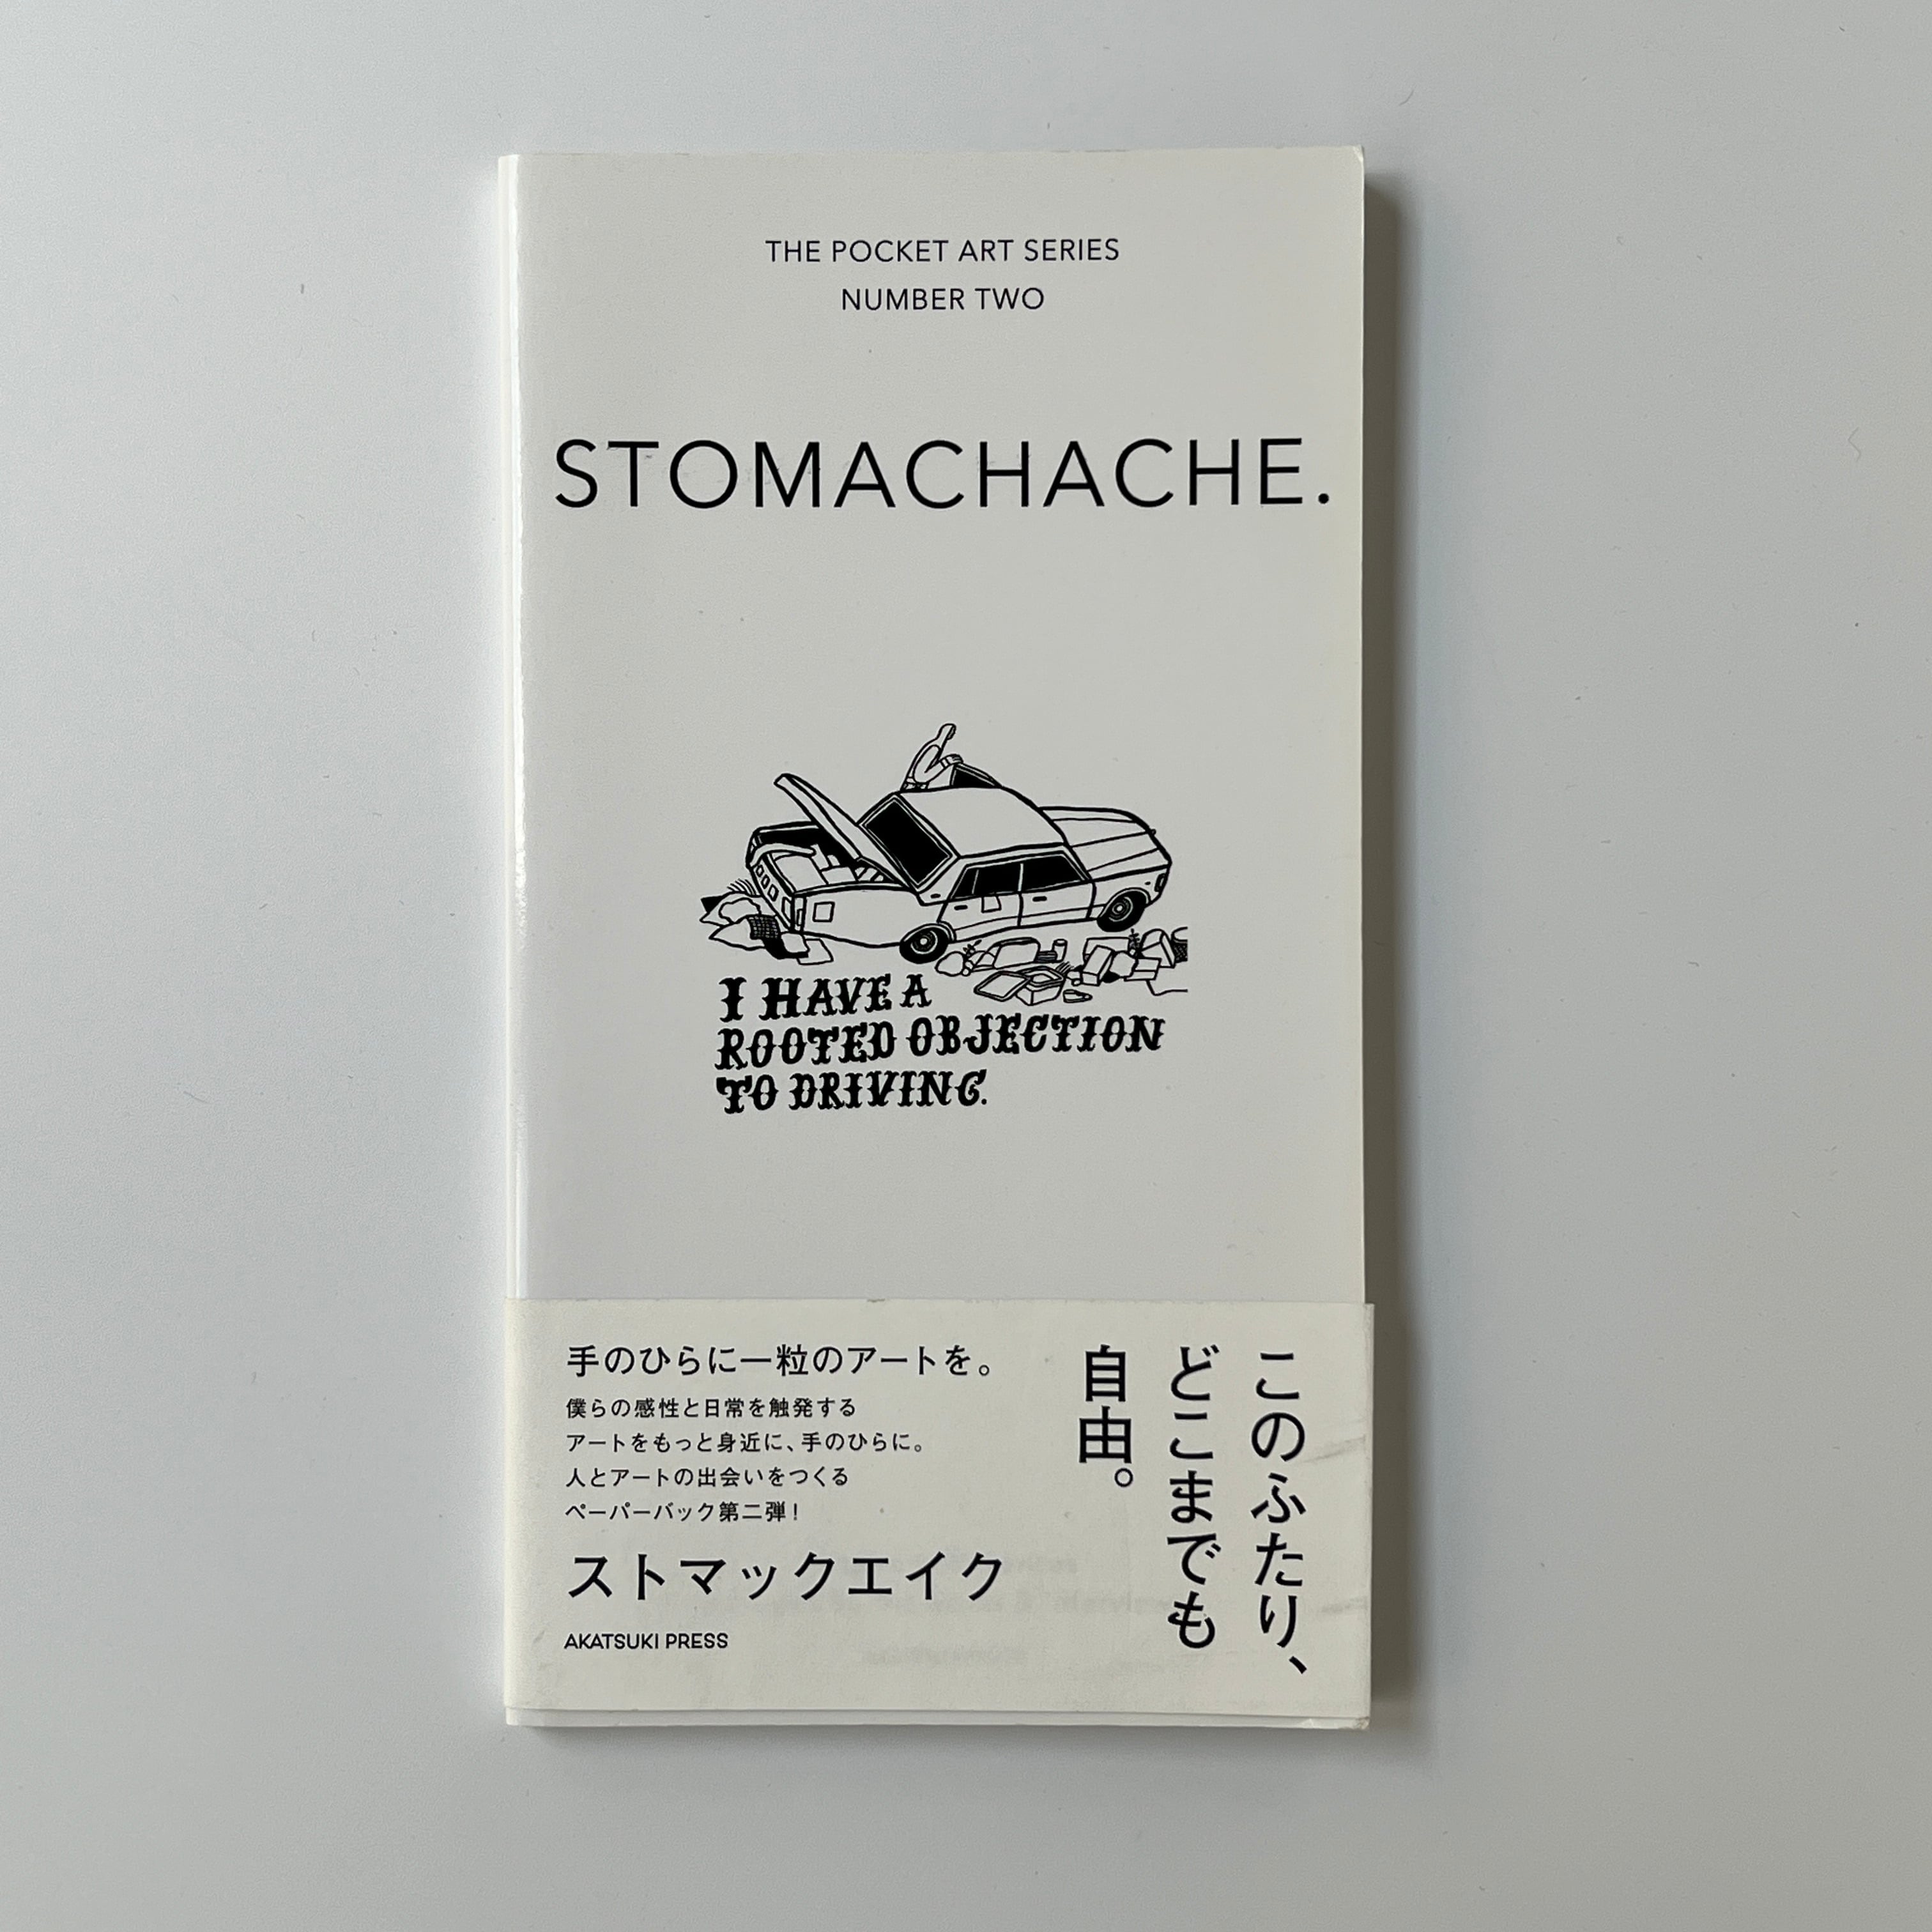 THE POCKET ART SERIES
NUMBER TWO
STOMACHACHE.
I HAVE A
ROOTED OBJECTION
TO DRIVING.
このふたり、
どこまでも
自由。
手のひらに一粒のアートを。
僕らの感性と日常を触発する
アートをもっと身近に、手のひらに。
人とアートの出会いをつくる
ペーパーバック第二弾！
ストマックエイク
AKATSUKI PRESS